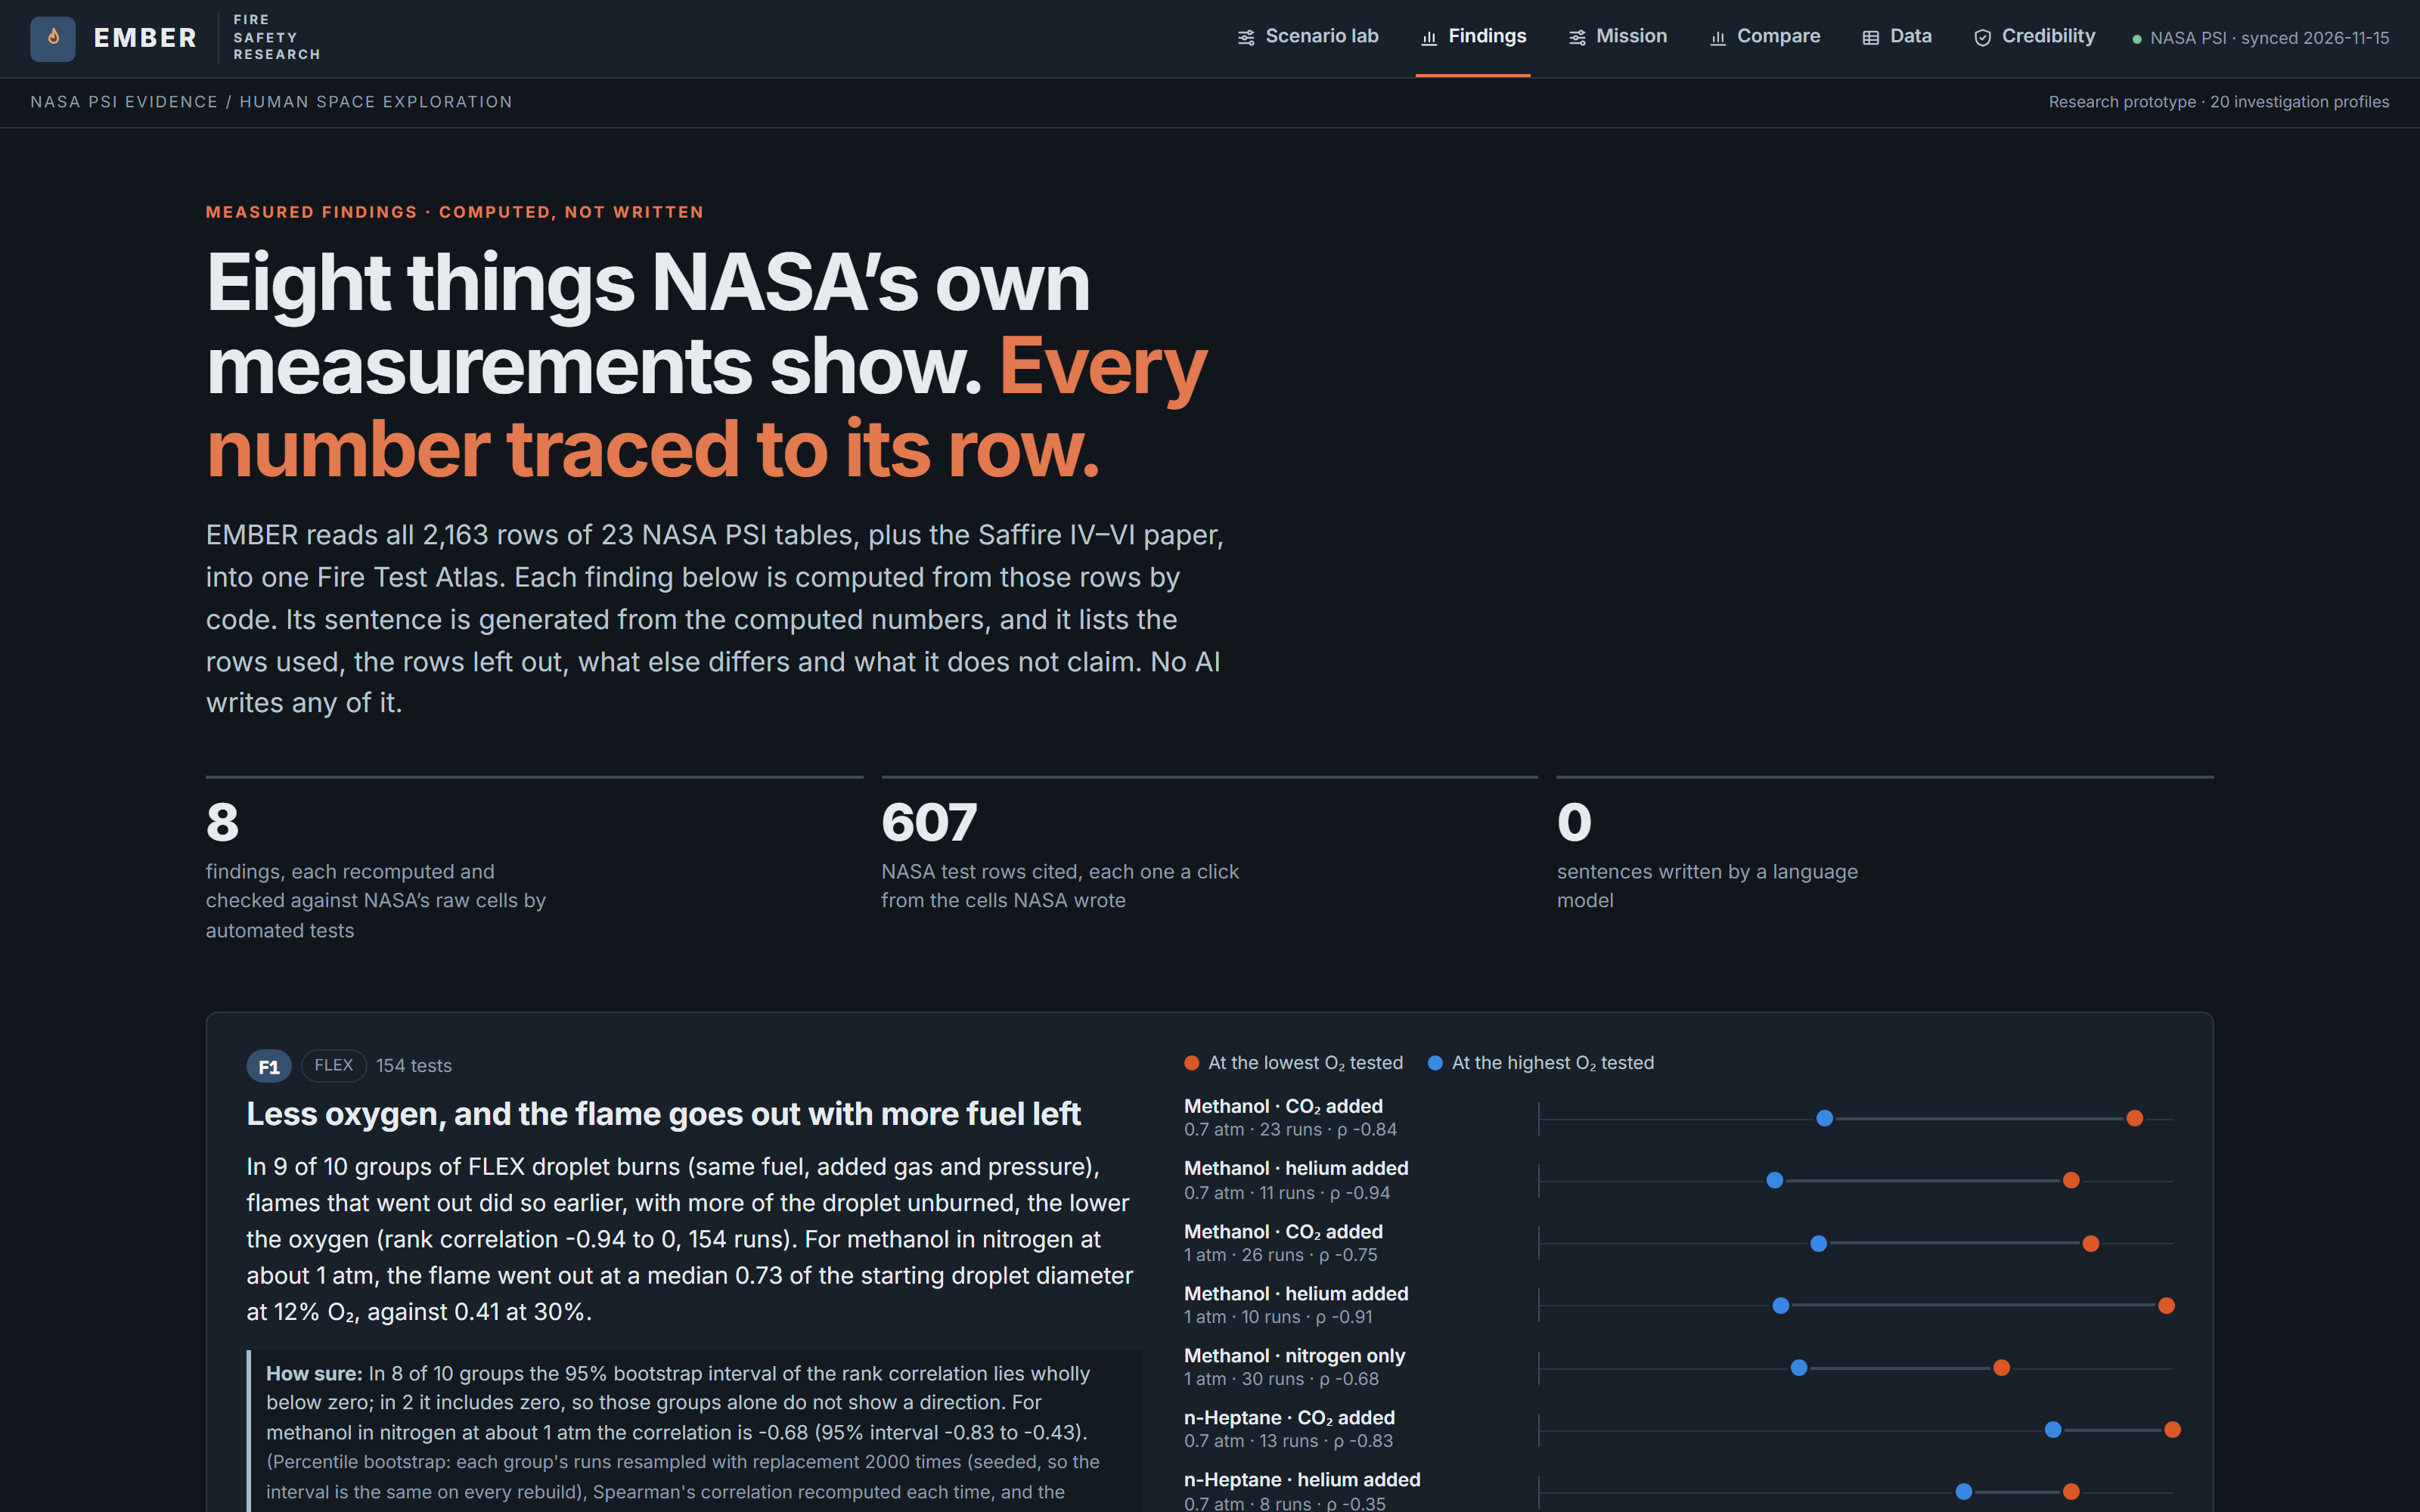 EMBER
FIRE
SAFETY
RESEARCH
Scenario lab
Findings
Mission
Compare
Data
Credibility
NASA PSI · synced 2026-11-15
NASA PSI EVIDENCE / HUMAN SPACE EXPLORATION
Research prototype · 20 investigation profiles
MEASURED FINDINGS · COMPUTED, NOT WRITTEN
Eight things NASA’s own
measurements show. Every
number traced to its row.
EMBER reads all 2,163 rows of 23 NASA PSI tables, plus the Saffire IV–VI paper,
into one Fire Test Atlas. Each finding below is computed from those rows by
code. Its sentence is generated from the computed numbers, and it lists the
rows used, the rows left out, what else differs and what it does not claim. No AI
writes any of it.
8
findings, each recomputed and
checked against NASA’s raw cells by
automated tests
607
NASA test rows cited, each one a click
from the cells NASA wrote
0
sentences written by a language
model
F1 FLEX 154 tests
Less oxygen, and the flame goes out with more fuel left
In 9 of 10 groups of FLEX droplet burns (same fuel, added gas and pressure),
flames that went out did so earlier, with more of the droplet unburned, the lower
the oxygen (rank correlation -0.94 to 0, 154 runs). For methanol in nitrogen at
about 1 atm, the flame went out at a median 0.73 of the starting droplet diameter
at 12% O₂, against 0.41 at 30%.
How sure: In 8 of 10 groups the 95% bootstrap interval of the rank correlation lies wholly
below zero; in 2 it includes zero, so those groups alone do not show a direction. For
methanol in nitrogen at about 1 atm the correlation is -0.68 (95% interval -0.83 to -0.43).
(Percentile bootstrap: each group's runs resampled with replacement 2000 times (seeded, so the
interval is the same on every rebuild), Spearman's correlation recomputed each time, and the
At the lowest O₂ tested
At the highest O₂ tested
Methanol · CO₂ added
0.7 atm · 23 runs · ρ -0.84
Methanol · helium added
0.7 atm · 11 runs · ρ -0.94
Methanol · CO₂ added
1 atm · 26 runs · ρ -0.75
Methanol · helium added
1 atm · 10 runs · ρ -0.91
Methanol · nitrogen only
1 atm · 30 runs · ρ -0.68
n-Heptane · CO₂ added
0.7 atm · 13 runs · ρ -0.83
n-Heptane · helium added
0.7 atm · 8 runs · ρ -0.35